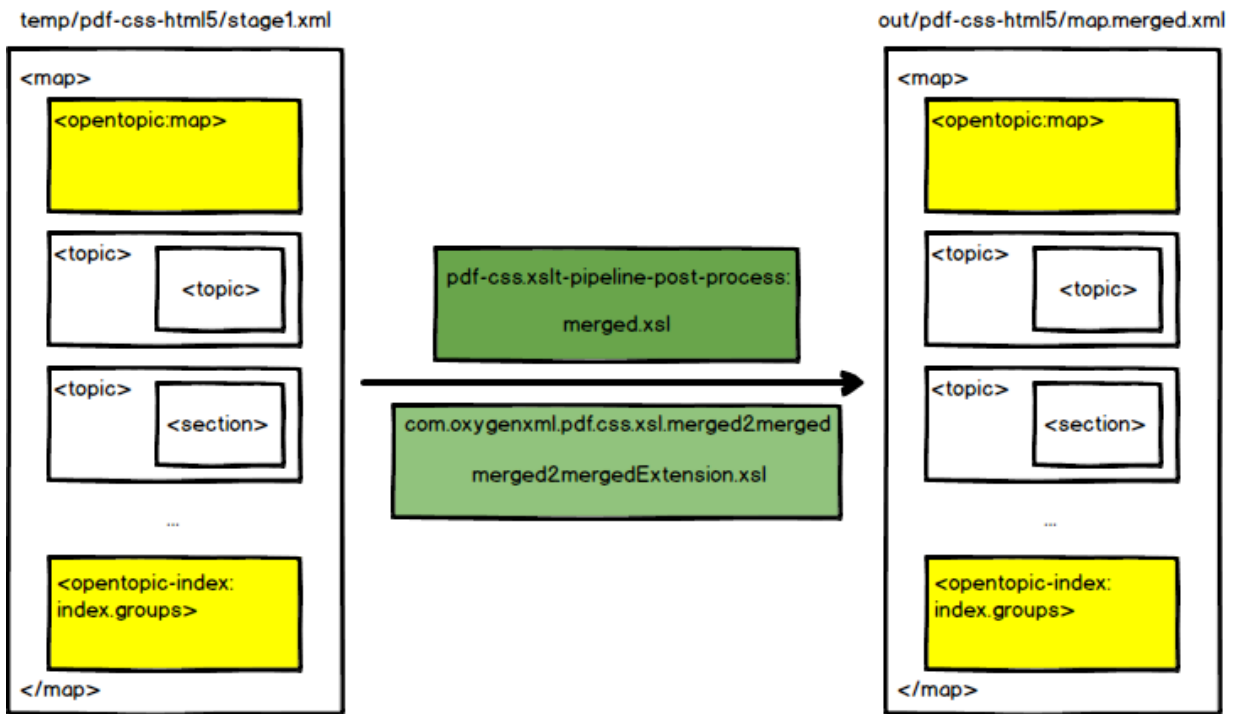 temp/pdf-css-html5/stage1.xml
<map>
<opentopic:map>
<topic>
<topic>
<topic>
<section>
...
<opentopic-index:
index.groups>
</map>
pdf-css.xslt-pipeline-post-process:
merged.xsl
com.oxygenxml.pdf.css.xsl.merged2merged
merged2mergedExtension.xsl
out/pdf-css-html5/map.merged.xml
<map>
<opentopic:map>
<topic>
<topic>
<topic>
<section>
...
<opentopic-index:
index.groups>
</map>